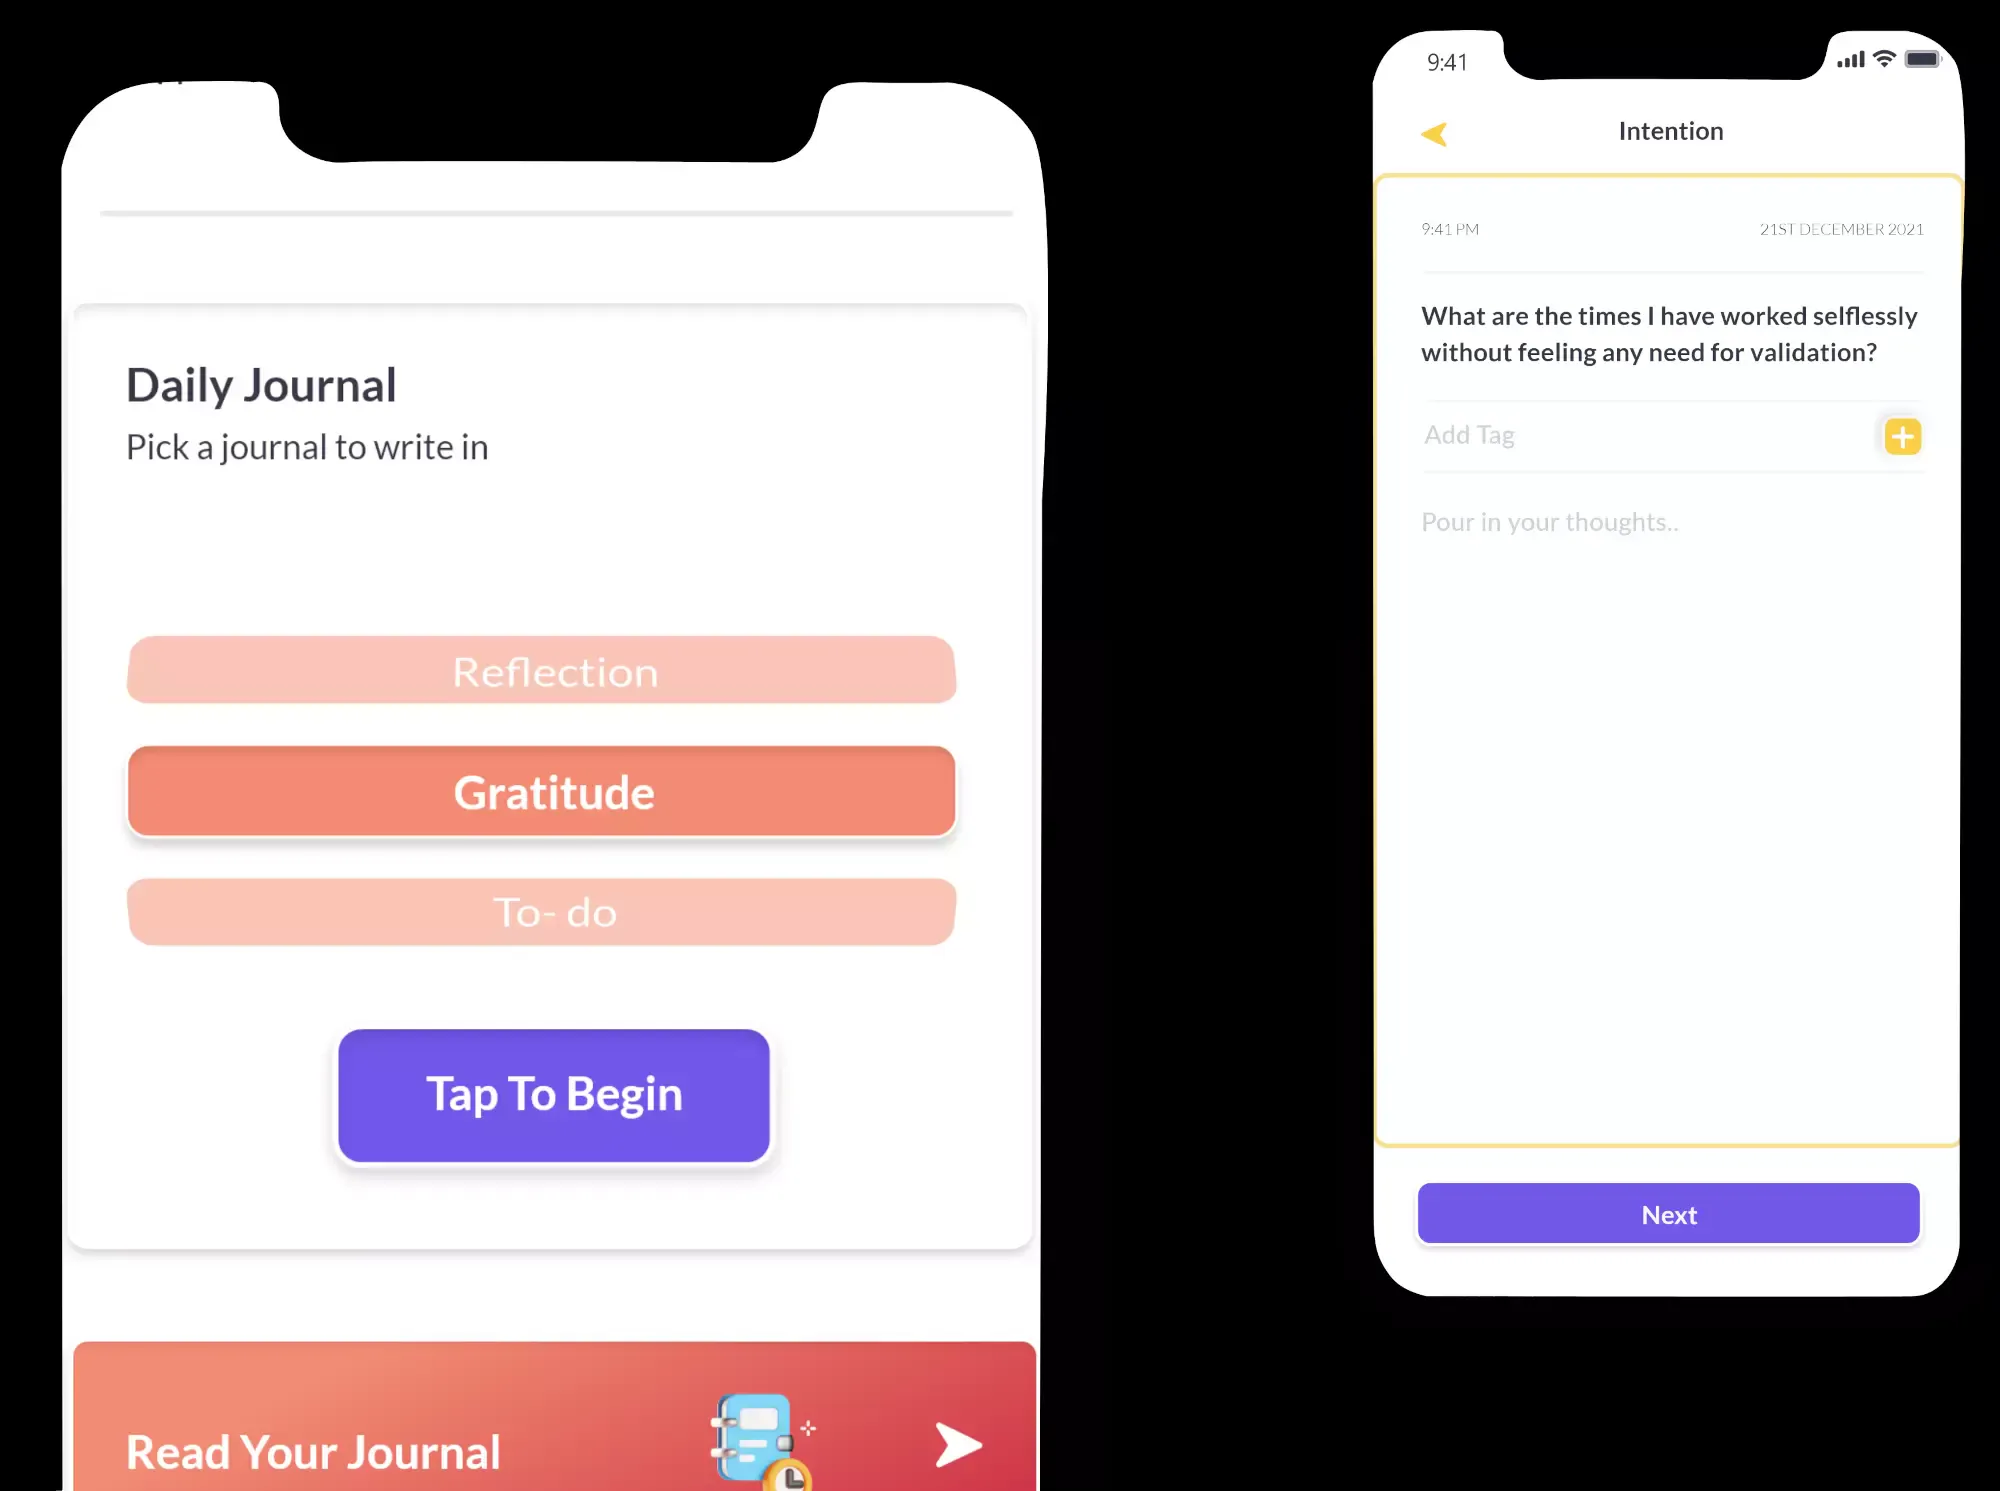 Daily Journal
Pick a journal to write in
Reflection
Gratitude
To- do
Tap To Begin
Read Your Journal
9:41
Intention
9:41 PM
21ST DECEMBER 2021
What are the times I have worked selflessly
without feeling any need for validation?
Add Tag
Pour in your thoughts..
Next